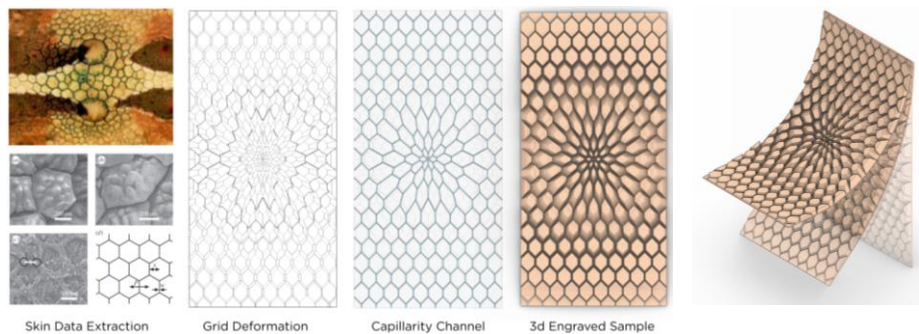 Skin Data Extraction
Grid Deformation
Capillarity Channel
3d Engraved Sample